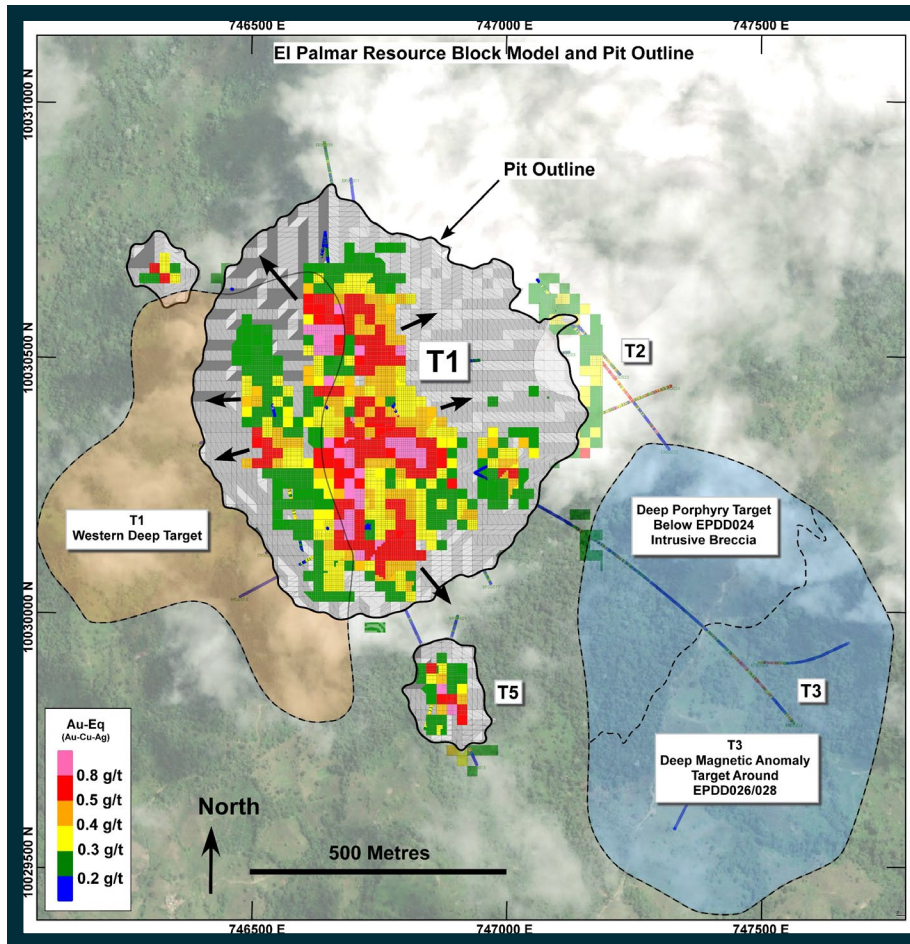 746500 E
747000 E
747500 E
El Palmar Resource Block Model and Pit Outline
10031000 N
Pit Outline
T1
T2
10030500 N
T1
Western Deep Target
Deep Porphyry Target
Below EPDD024
Intrusive Breccia
10030000 N
T5
T3
T3
Deep Magnetic Anomaly
Target Around
EPDD026/028
Au-Eq
(Au-Cu-Ag)
0.8 g/t
0.5 g/t
0.4 g/t
0.3 g/t
0.2 g/t
North
500 Metres
10029500 N
746500 E
747000 E
747500 E